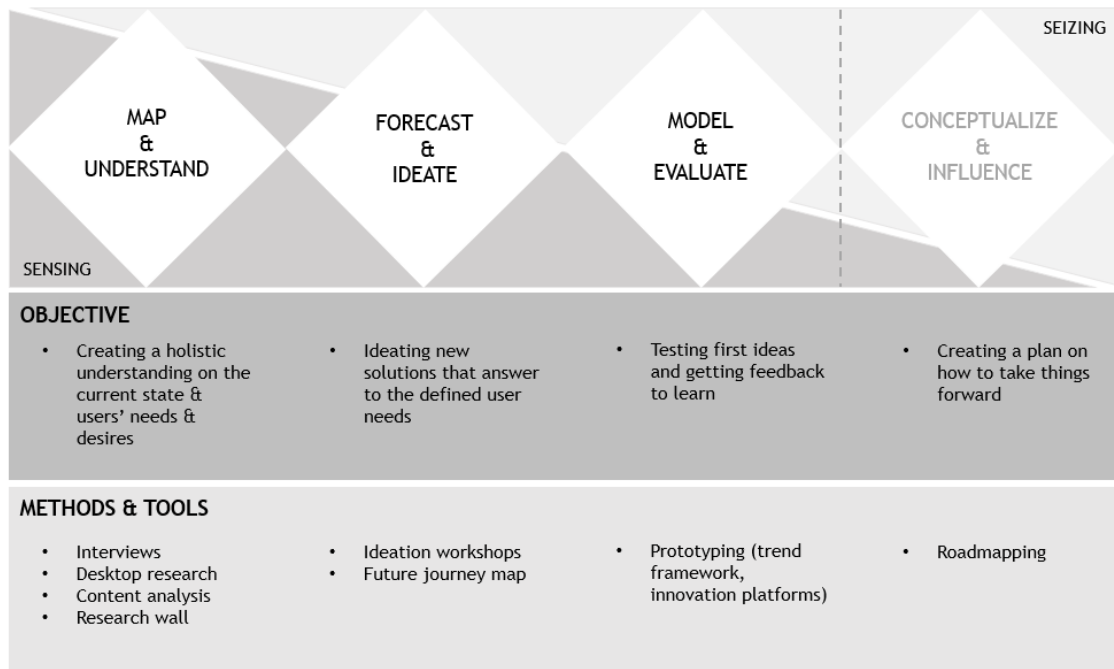 SEIZING
MAP
&
UNDERSTAND
FORECAST
&
IDEATE
MODEL
&
EVALUATE
CONCEPTUALIZE
&
INFLUENCE
SENSING
OBJECTIVE
• Creating a holistic
understanding on the
current state &
users’ needs &
desires
• Ideating new
solutions that answer
to the defined user
needs
• Testing first ideas
and getting feedback
to learn
• Creating a plan on
how to take things
forward
METHODS & TOOLS
• Interviews
• Desktop research
• Content analysis
• Research wall
• Ideation workshops
• Future journey map
• Prototyping (trend
framework,
innovation platforms)
• Roadmapping